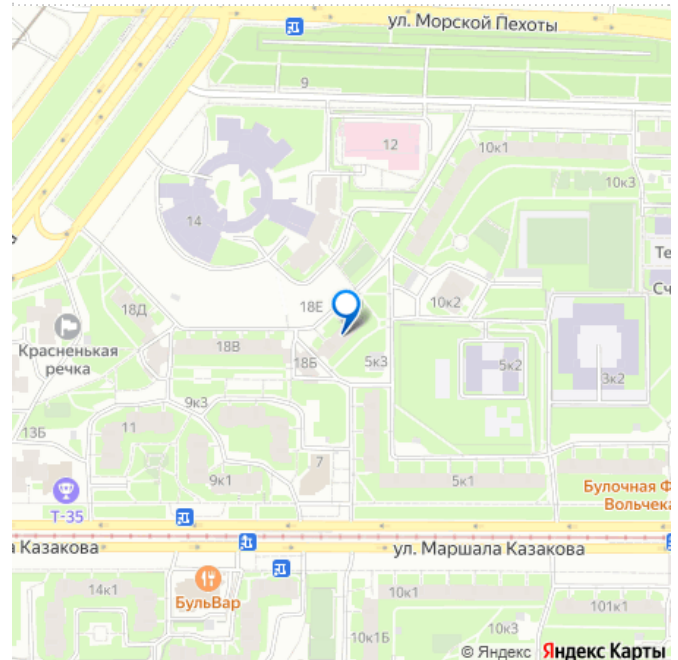 ул. Морской Пехоты
9
12
10к1
10к3
14
Те
Сч
18Е
10к2
18Д
Красненькая
речка
18В
18Б
5к3
5к2
3к2
9к3
13Б
11
7
9к1
5к1
Булочная Ф
Вольчека
Т-35
а Казакова
ул. Маршала Казакова
14к1
БульВар
10к1
101к1
10к1Б
10к3
© Яндекс Яндекс Карты